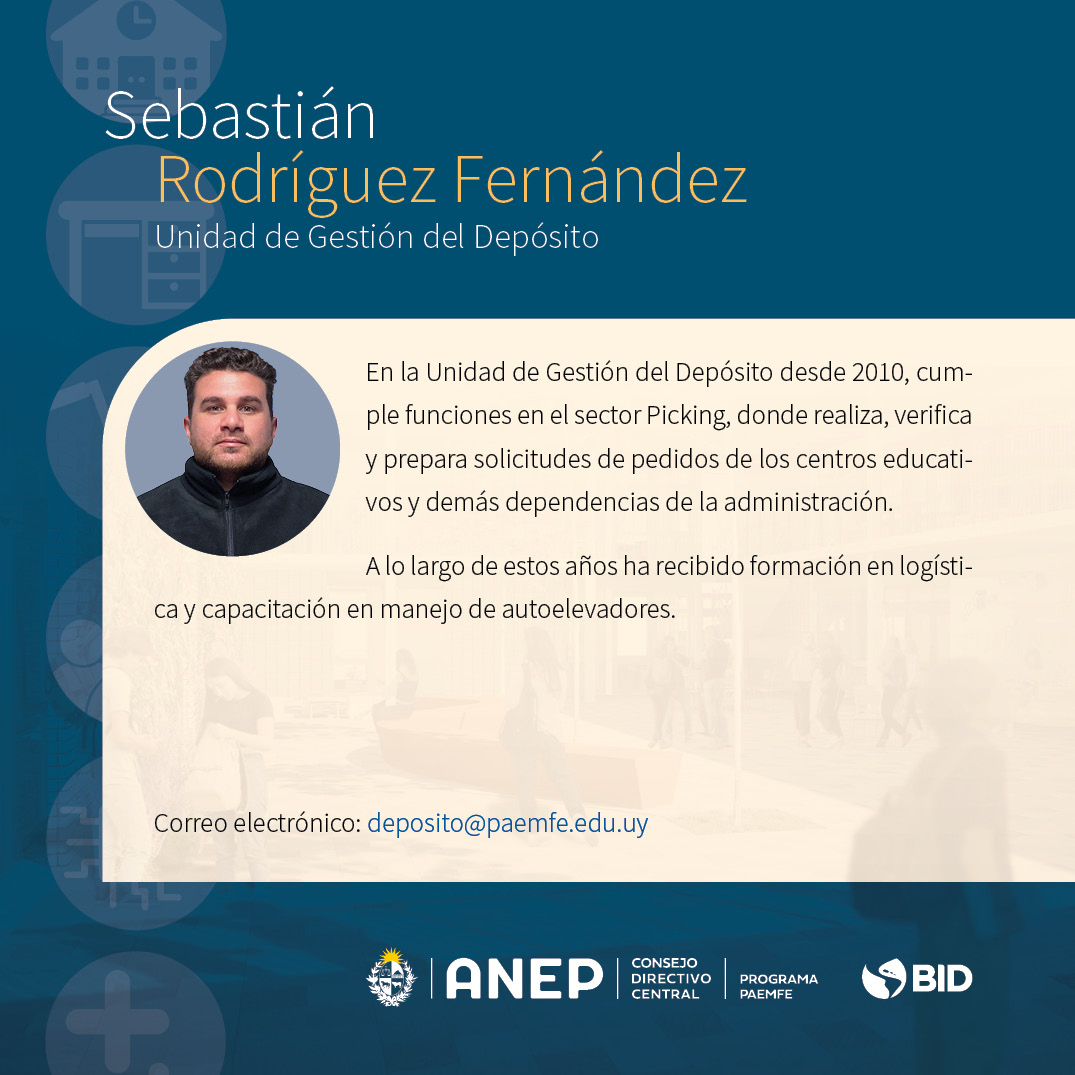 Sebastián
Rodríguez Fernández
Unidad de Gestión del Depósito
En la Unidad de Gestión del Depósito desde 2010, cum-
ple funciones en el sector Picking, donde realiza, verifica
y prepara solicitudes de pedidos de los centros educati-
vos y demás dependencias de la administración.
A lo largo de estos años ha recibido formación en logísti-
ca y capacitación en manejo de autoelevadores.
Correo electrónico: deposito@paemfe.edu.uy
ANEP
CONSEJO
DIRECTIVO
CENTRAL
PROGRAMA
PAEMFE
BID